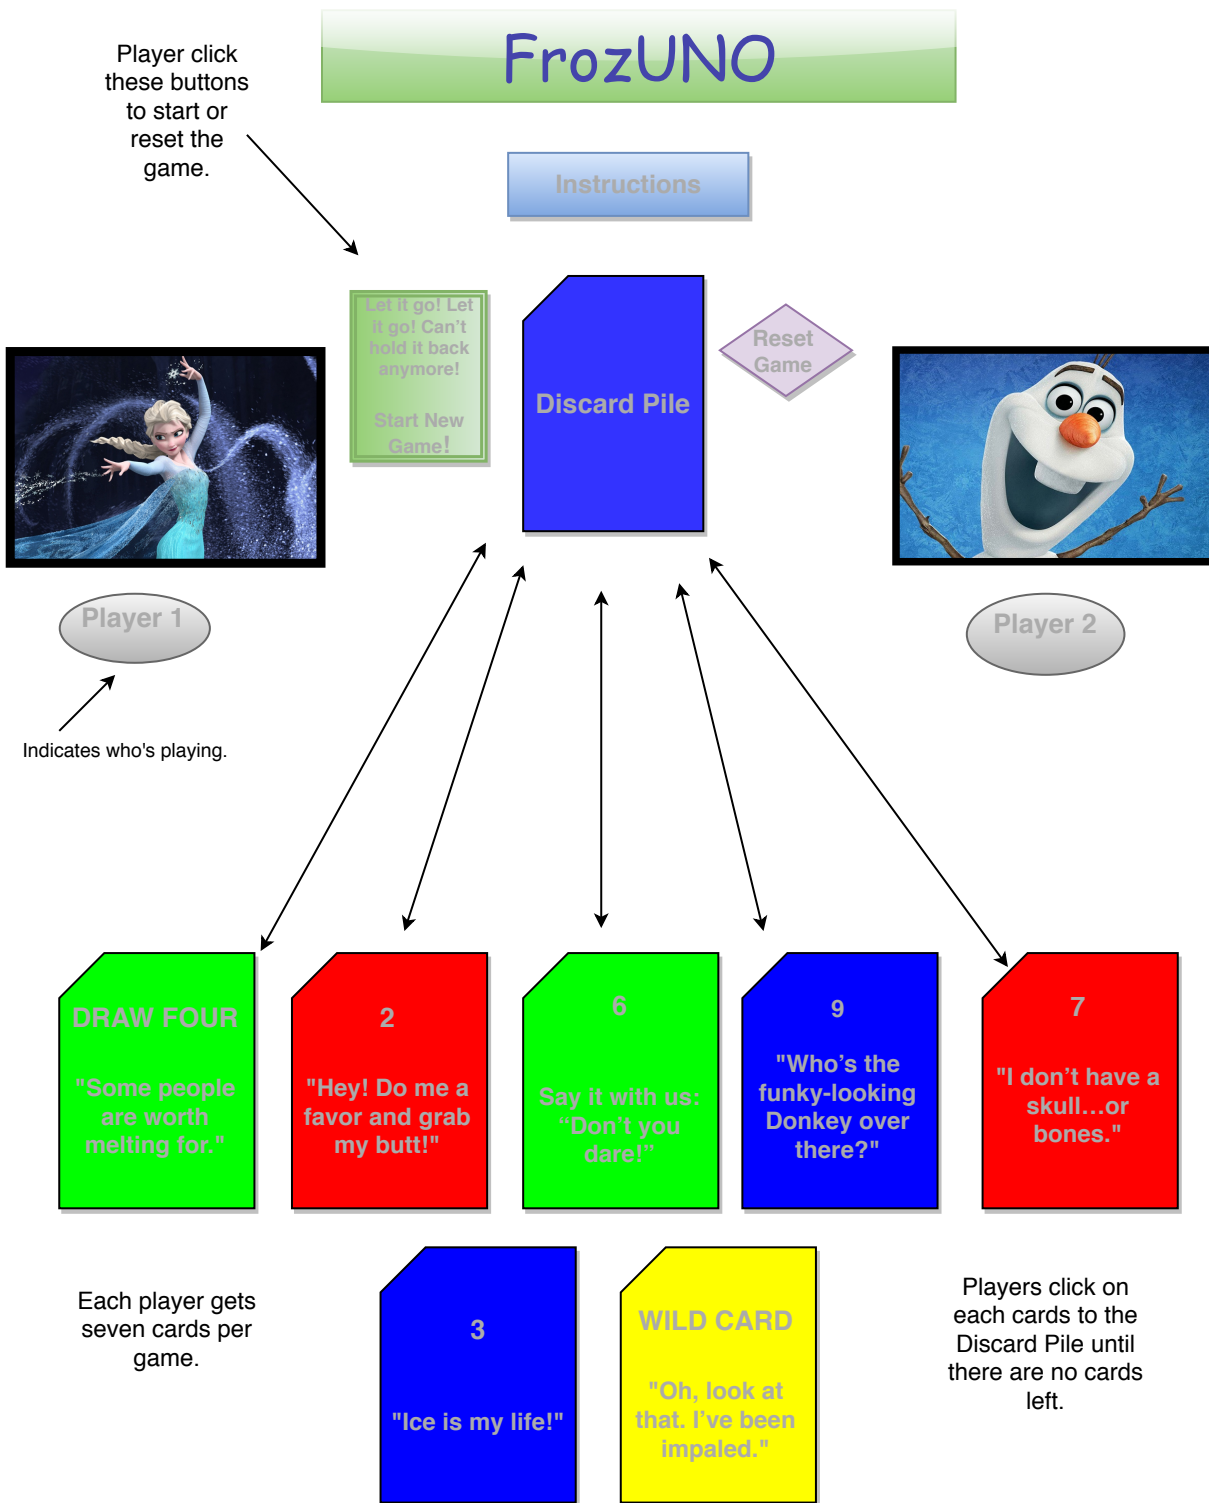 FrozUNO
Player click
these buttons
to start or
reset the
game.
Instructions
Let it go! Let
it go! Can't
hold it back
anymore!
Start New
Game!
Discard Pile
Reset
Game
Player 1
Player 2
Indicates who's playing.
DRAW FOUR
"Some people
are worth
melting for."
2
"Hey! Do me a
favor and grab
my butt!"
6
Say it with us:
“Don’t you
dare!”
9
"Who’s the
funky-looking
Donkey over
there?"
7
"I don’t have a
skull…or
bones."
Each player gets
seven cards per
game.
3
"Ice is my life!"
WILD CARD
"Oh, look at
that. I’ve been
impaled."
Players click on
each cards to the
Discard Pile until
there are no cards
left.